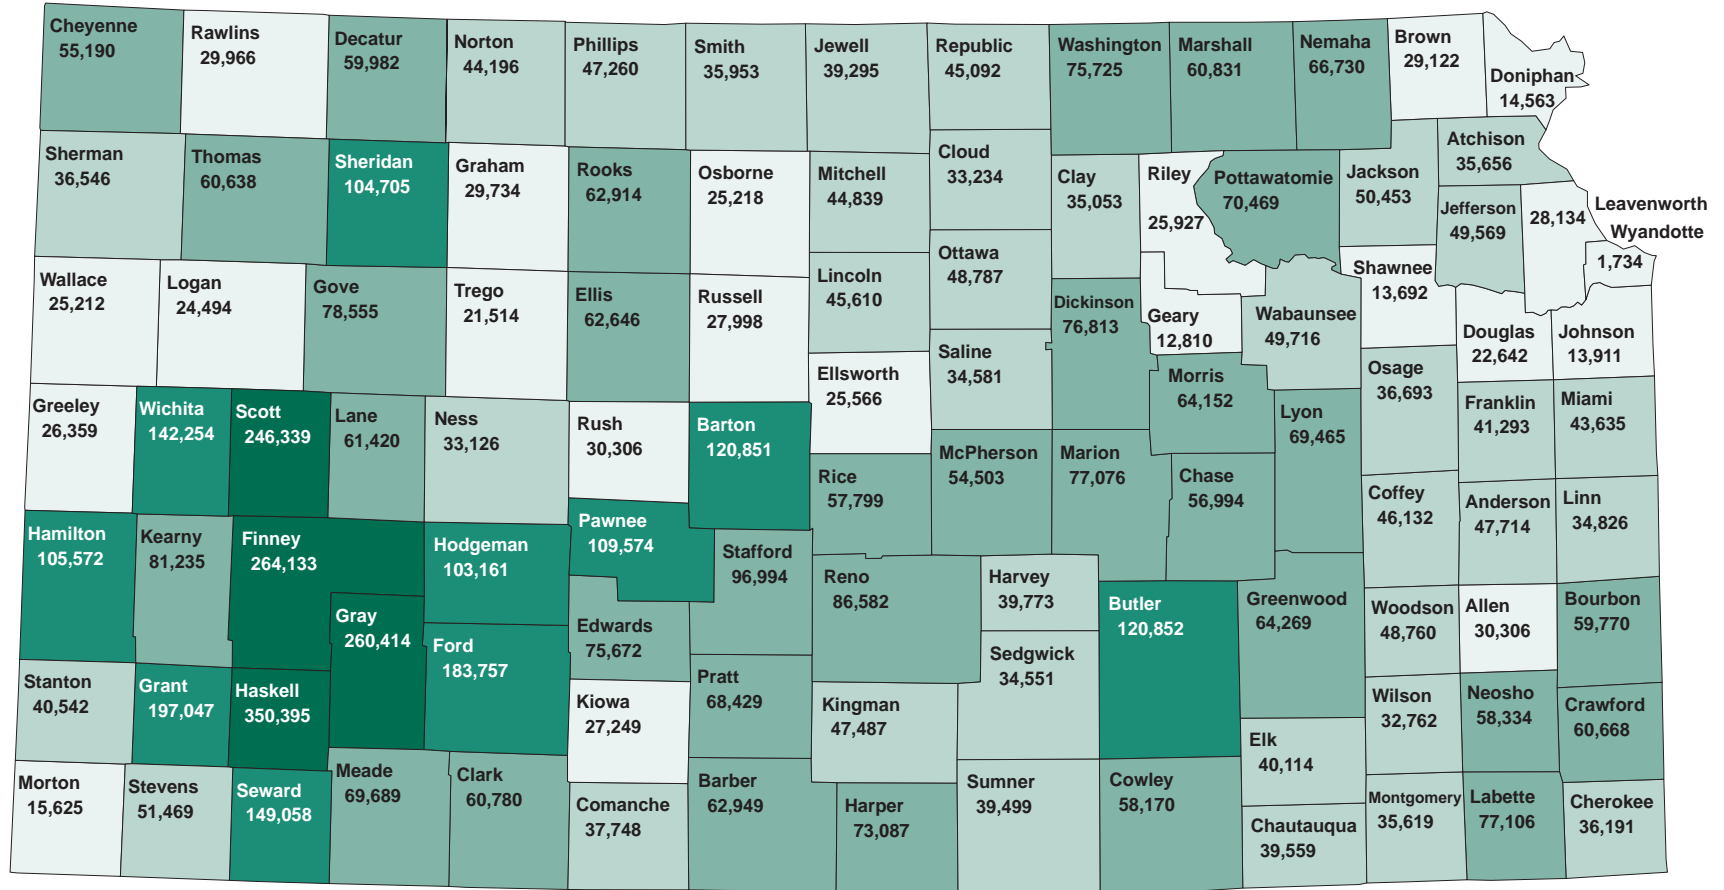 Cheyenne
55,190
Rawlins
29,966
Decatur
59,982
Norton
44,196
Phillips
47,260
Smith
35,953
Jewell
39,295
Republic
45,092
Washington
75,725
Marshall
60,831
Nemaha
66,730
Brown
29,122
Doniphan
14,563
Sherman
36,546
Thomas
60,638
Sheridan
104,705
Graham
29,734
Rooks
62,914
Osborne
25,218
Mitchell
44,839
Cloud
33,234
Clay
35,053
Riley
25,927
Pottawatomie
70,469
Jackson
50,453
Atchison
35,656
Jefferson
49,569
28,134
Leavenworth
Wyandotte
1,734
Wallace
25,212
Logan
24,494
Gove
78,555
Trego
21,514
Ellis
62,646
Russell
27,998
Lincoln
45,610
Ottawa
48,787
Dickinson
76,813
Geary
12,810
Wabaunsee
49,716
Shawnee
13,692
Douglas
22,642
Johnson
13,911
Ellsworth
25,566
Saline
34,581
Morris
64,152
Osage
36,693
Greeley
26,359
Wichita
142,254
Scott
246,339
Lane
61,420
Ness
33,126
Rush
30,306
Barton
120,851
Rice
57,799
McPherson
54,503
Marion
77,076
Chase
56,994
Lyon
69,465
Franklin
41,293
Miami
43,635
Coffey
46,132
Anderson
47,714
Linn
34,826
Hamilton
105,572
Kearny
81,235
Finney
264,133
Hodgeman
103,161
Pawnee
109,574
Stafford
96,994
Reno
86,582
Harvey
39,773
Butler
120,852
Greenwood
64,269
Woodson
48,760
Allen
30,306
Bourbon
59,770
Gray
260,414
Ford
183,757
Edwards
75,672
Sedgwick
34,551
Stanton
40,542
Grant
197,047
Haskell
350,395
Kiowa
27,249
Pratt
68,429
Kingman
47,487
Wilson
32,762
Neosho
58,334
Crawford
60,668
Elk
40,114
Morton
15,625
Stevens
51,469
Seward
149,058
Meade
69,689
Clark
60,780
Comanche
37,748
Barber
62,949
Harper
73,087
Sumner
39,499
Cowley
58,170
Chautauqua
39,559
Montgomery
35,619
Labette
77,106
Cherokee
36,191